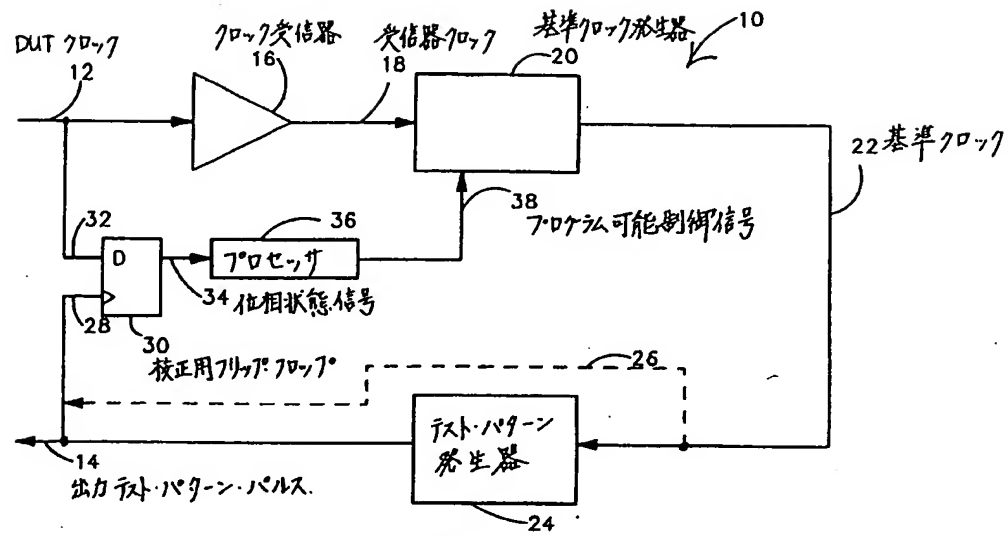 DUT クロック
12
クロック受信器
16
受信器クロック
18
基準クロック発生器
20
10
22 基準クロック
32
D
28
30
校正用フリップ・フロップ
36
プロセッサ
34 位相状態信号
38
プログラム可能制御信号
26
テスト・パターン
発生器
24
14
出力テスト・パターン・パルス